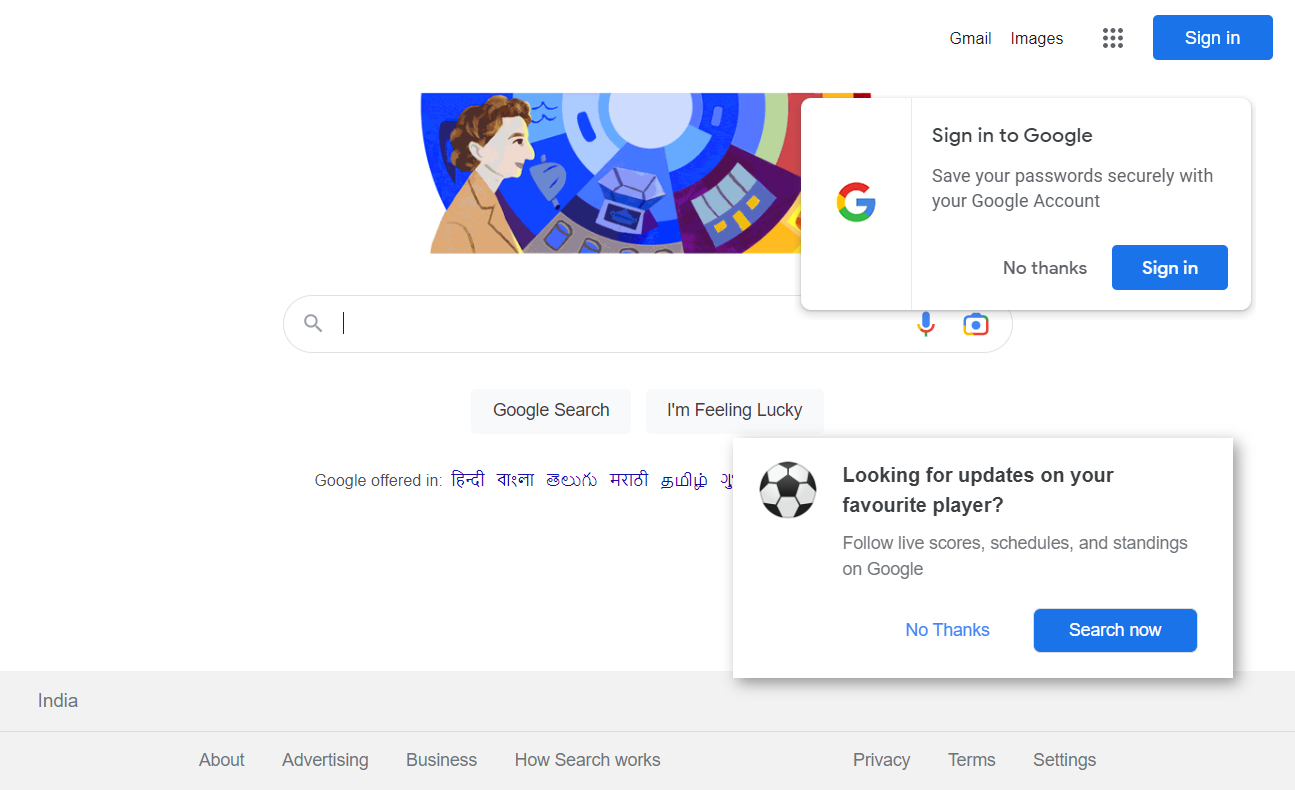 Gmail Images Sign in
Sign in to Google
Save your passwords securely with
your Google Account
No thanks Sign in
Google Search I'm Feeling Lucky
Google offered in: हिन्दी বাংলা తెలుగు मराठी தமிழ்
Looking for updates on your
favourite player?
Follow live scores, schedules, and standings
on Google
No Thanks Search now
India
About Advertising Business How Search works Privacy Terms Settings